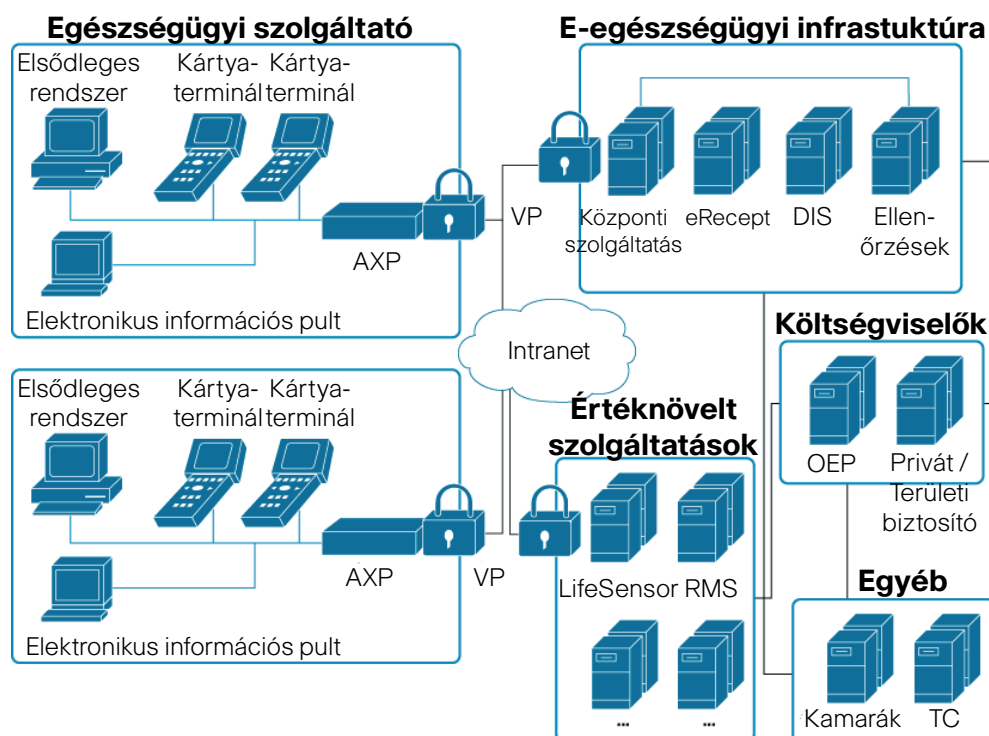 Egészségügyi szolgáltató
Elsődleges
rendszer
Kártya-
terminál
Kártya-
terminál
AXP
Elektronikus információs pult
VP
E-egészségügyi infrastuktúra
Központi
szolgáltatás
eRecept
DIS
Ellen-
őrzések
Intranet
Elsődleges
rendszer
Kártya-
terminál
Kártya-
terminál
AXP
Elektronikus információs pult
VP
Értéknövelt
szolgáltatások
LifeSensor
RMS
...
...
Költségviselők
OEP
Privát /
Területi
biztosító
Egyéb
Kamarák
TC